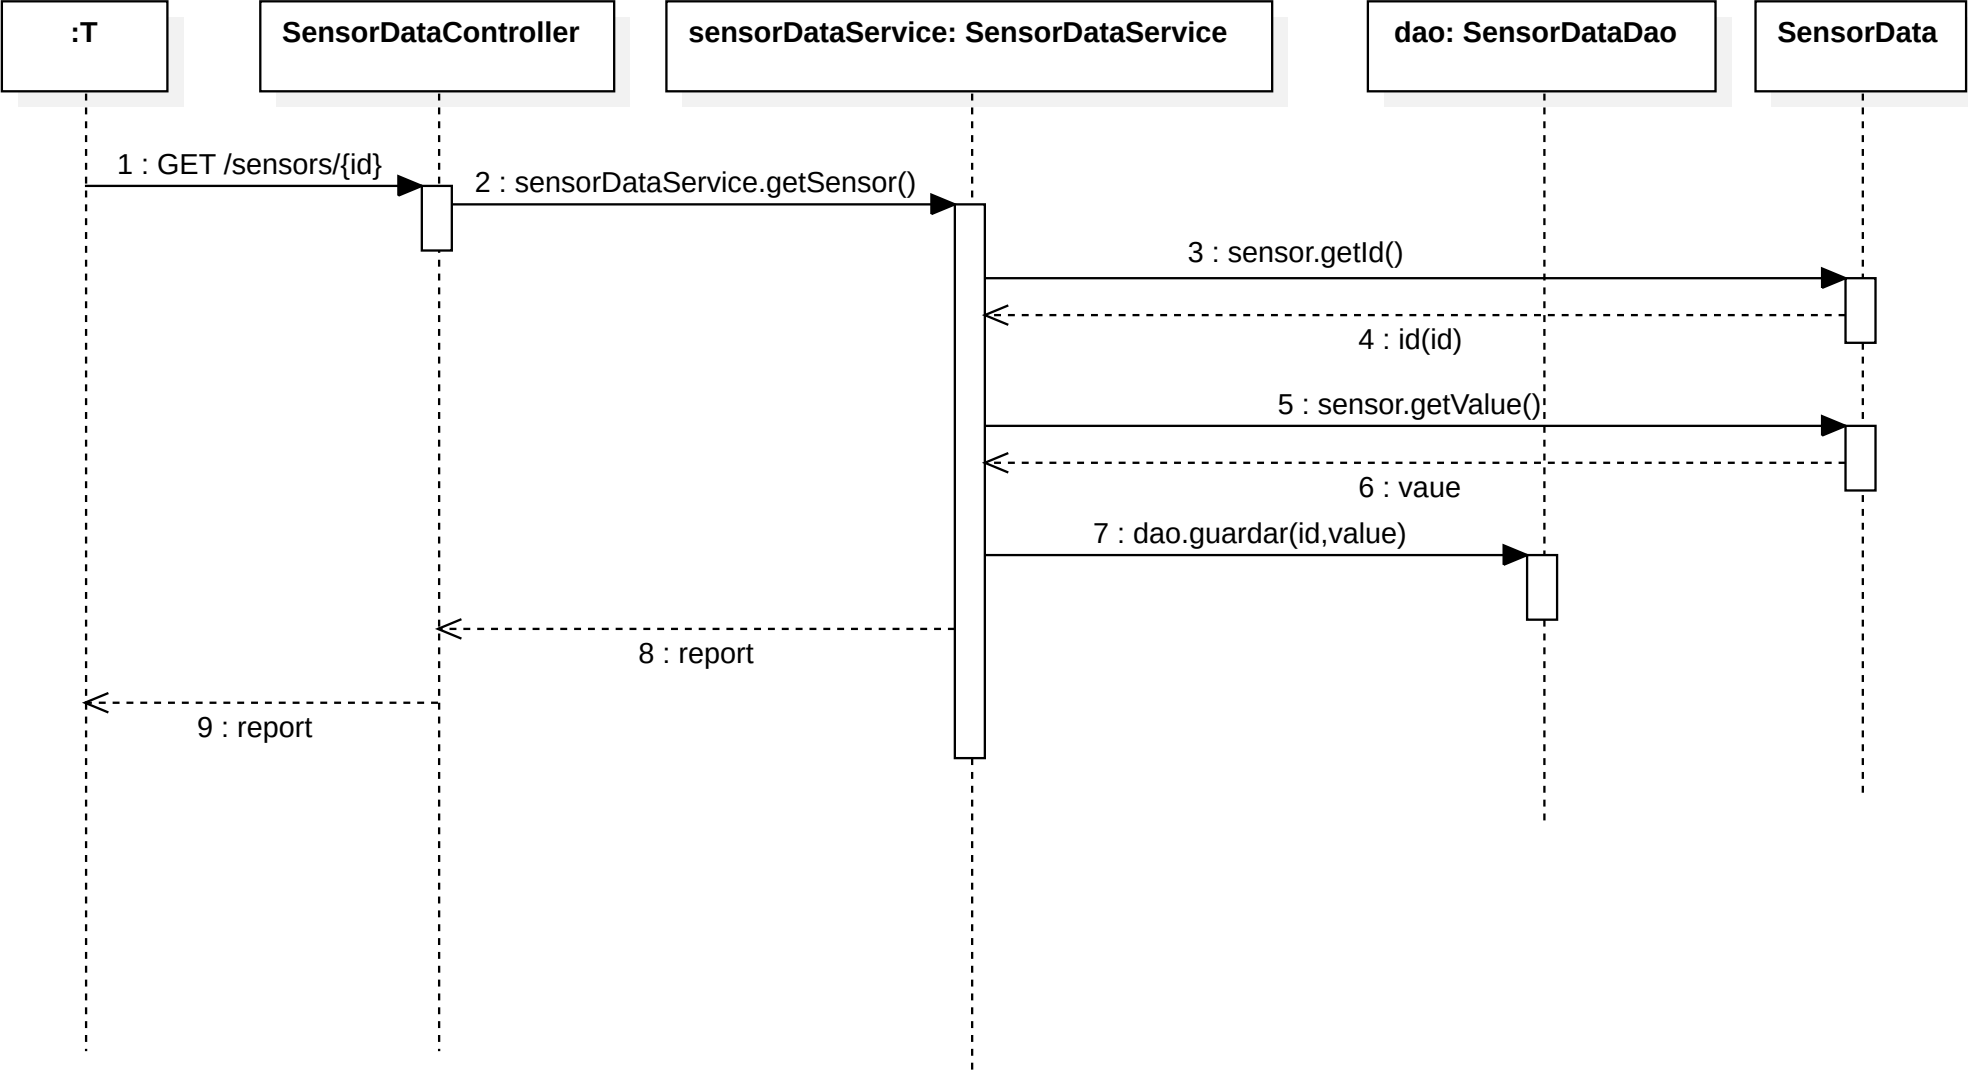 :T
SensorDataController
sensorDataService: SensorDataService
dao: SensorDataDao
SensorData
1 : GET /sensors/{id}
2 : sensorDataService.getSensor()
3 : sensor.getId()
4 : id(id)
5 : sensor.getValue()
6 : vaue
7 : dao.guardar(id,value)
8 : report
9 : report